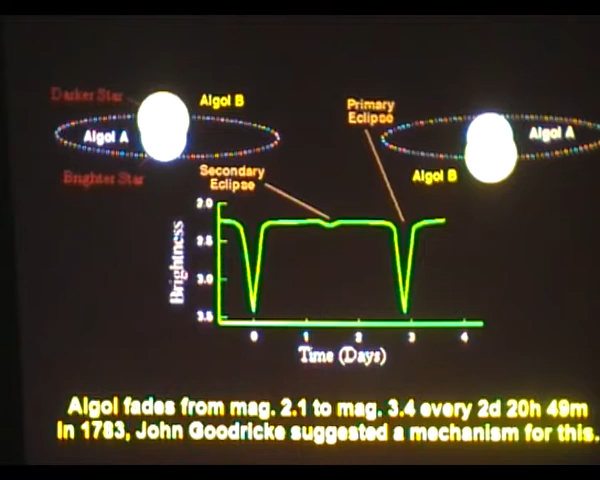 Darker Star
Algol B
Algol A
Brighter Star
Primary
Eclipse
Algol A
Algol B
Secondary
Eclipse
Brightness
2.0
2.5
3.0
3.5
0
1
2
3
4
Time (Days)
Algol fades from mag. 2.1 to mag. 3.4 every 2d 20h 49m
In 1783, John Goodricke suggested a mechanism for this.